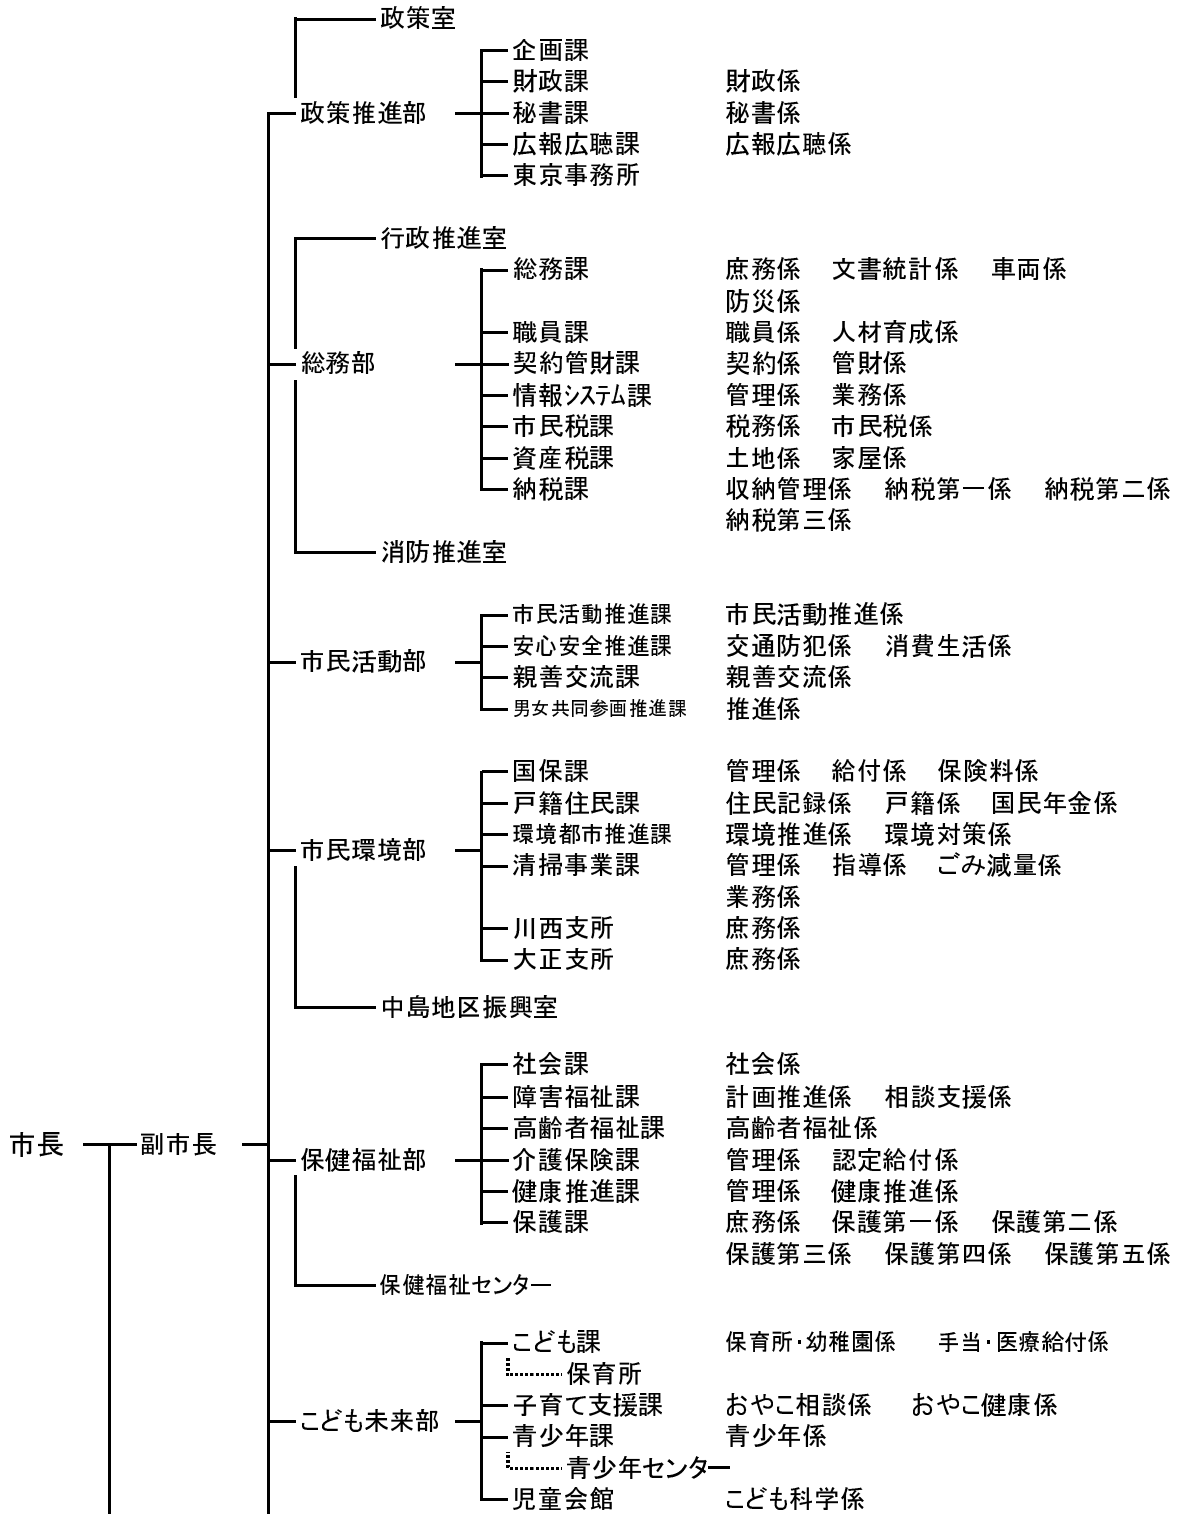 政策室
企画課
財政課 財政係
政策推進部 秘書課 秘書係
広報広聴課 広報広聴係
東京事務所
行政推進室
総務課 庶務係 文書統計係 車両係
防災係
職員課 職員係 人材育成係
総務部 契約管財課 契約係 管財係
情報システム課 管理係 業務係
市民税課 税務係 市民税係
資産税課 土地係 家屋係
納税課 収納管理係 納税第一係 納税第二係
納税第三係
消防推進室
市民活動推進課 市民活動推進係
安心安全推進課 交通防犯係 消費生活係
市民活動部 親善交流課 親善交流係
男女共同参画推進課 推進係
国保課 管理係 給付係 保険料係
戸籍住民課 住民記録係 戸籍係 国民年金係
環境都市推進課 環境推進係 環境対策係
市民環境部 清掃事業課 管理係 指導係 ごみ減量係
業務係
川西支所 庶務係
大正支所 庶務係
中島地区振興室
社会課 社会係
障害福祉課 計画推進係 相談支援係
高齢者福祉課 高齢者福祉係
市長 副市長 保健福祉部 介護保険課 管理係 認定給付係
健康推進課 管理係 健康推進係
保護課 庶務係 保護第一係 保護第二係
保護第三係 保護第四係 保護第五係
保健福祉センター
こども課 保育所・幼稚園係 手当・医療給付係
保育所
子育て支援課 おやこ相談係 おやこ健康係
こども未来部 青少年課 青少年係
青少年センター
児童会館 こども科学係